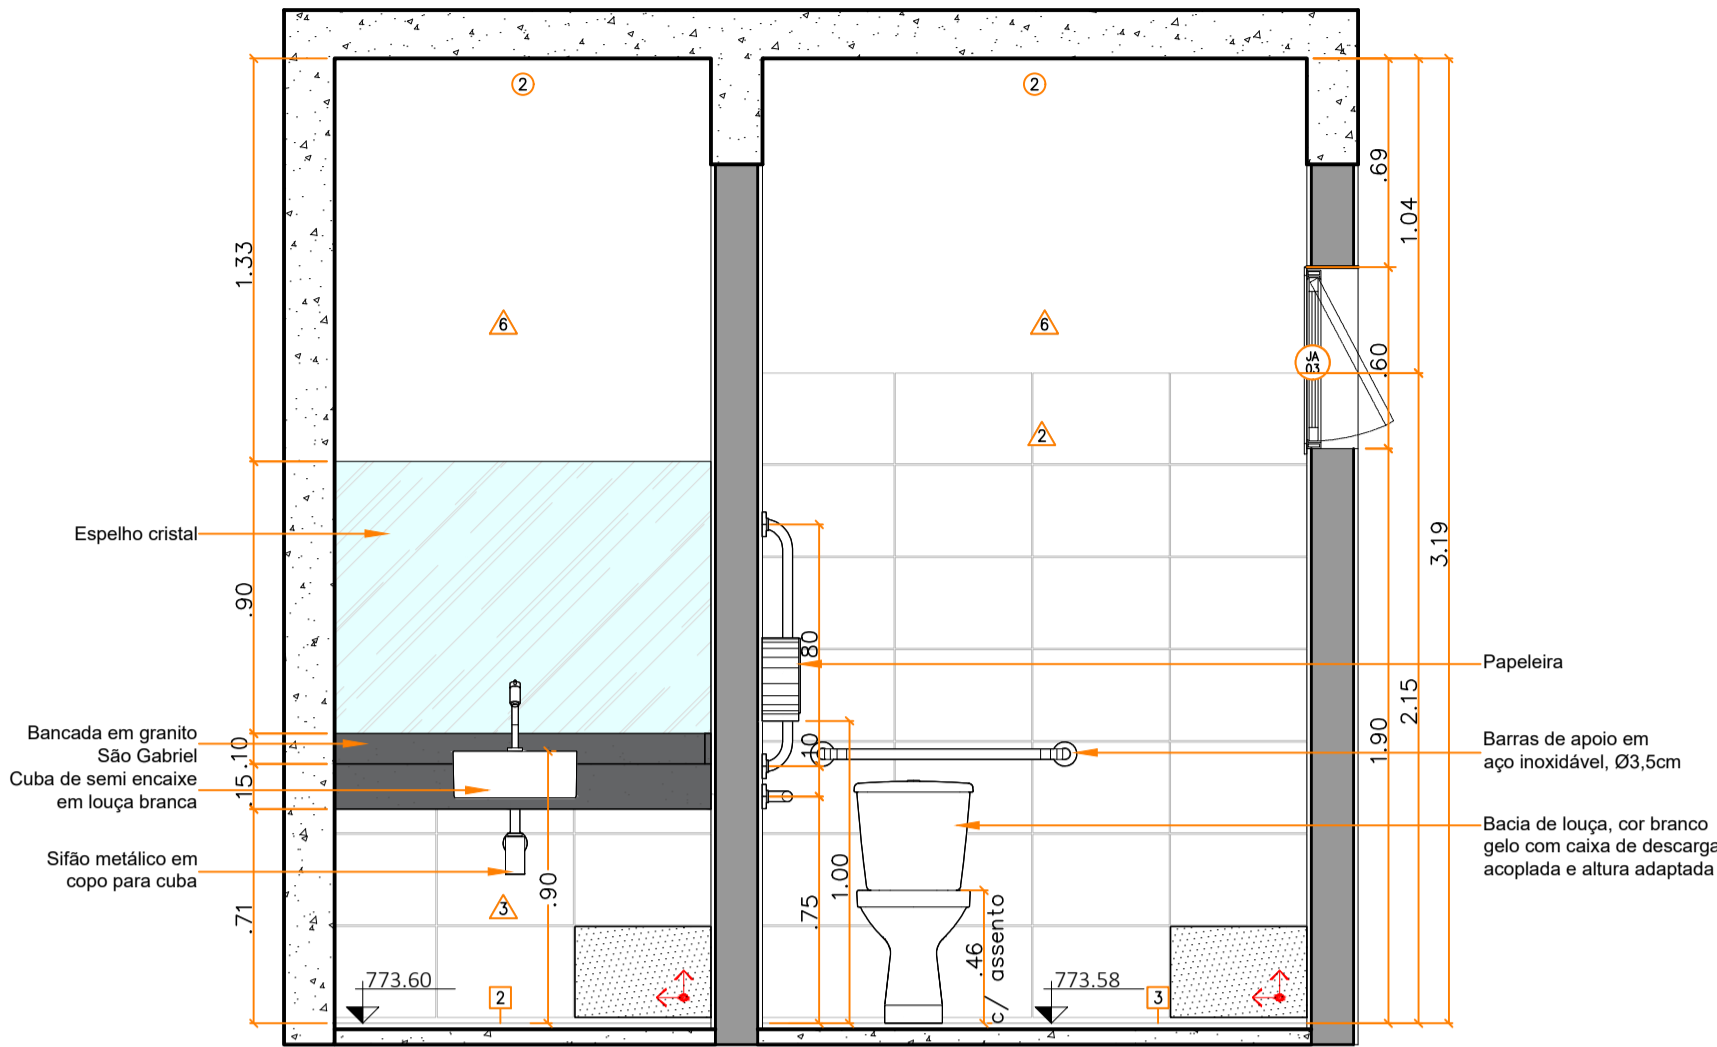 2
2
.69
1.04
1.33
6
6
JA
03
.60
2
3.19
Espelho cristal
.90
.80
Papeleira
2.15
Bancada em granito
São Gabriel
.10
.10
1.90
Barras de apoio em
aço inoxidável, Ø3,5cm
Cuba de semi encaixe
em louça branca
.15
Bacia de louça, cor branco
gelo com caixa de descarga
acoplada e altura adaptada
Sifão metálico em
copo para cuba
.90
1.00
.71
3
.75
.46
c/ assento
773.60
2
773.58
3